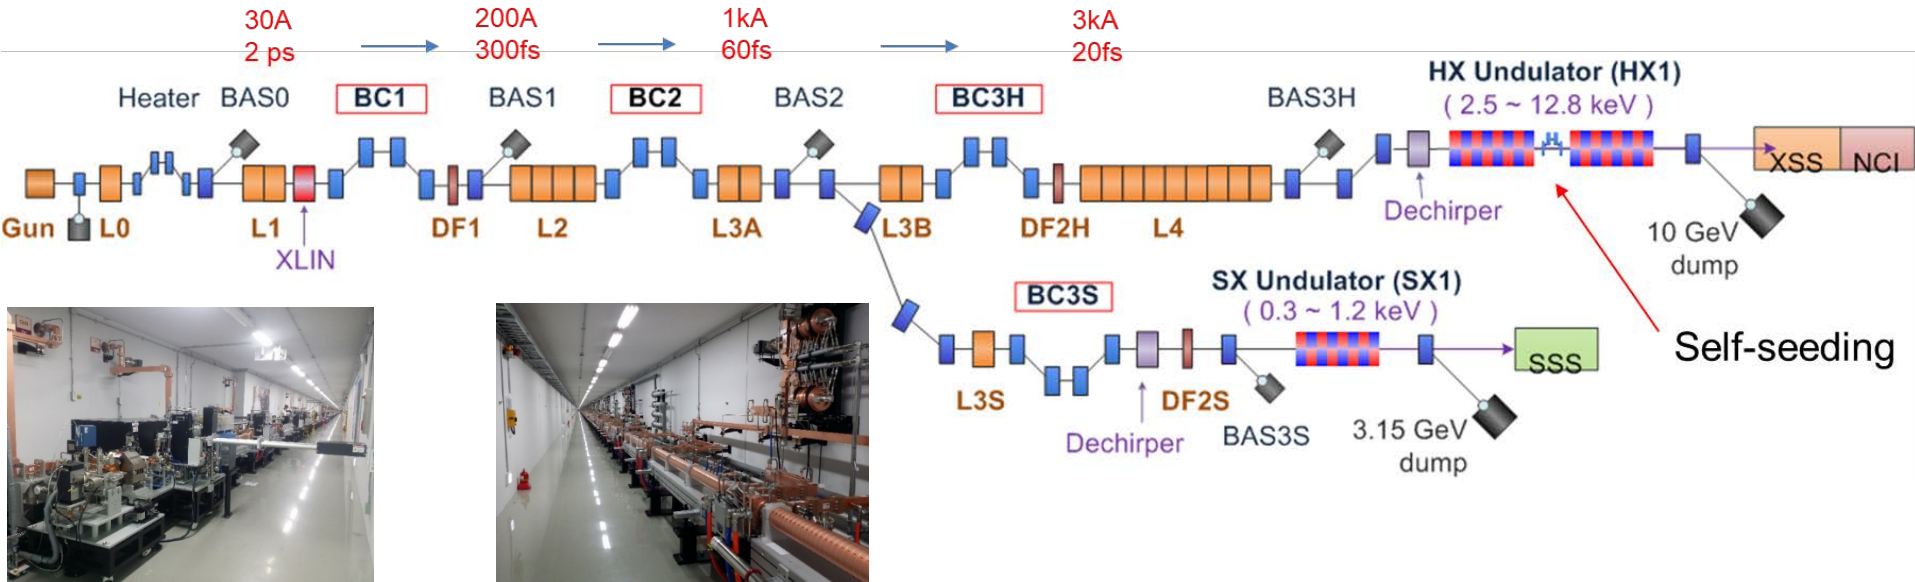 30A
2 ps
200A
300fs
1kA
60fs
3kA
20fs
Heater
BAS0
BC1
BAS1
BC2
BAS2
BC3H
BAS3H
HX Undulator (HX1)
( 2.5 ~ 12.8 keV )
XSS
NCI
Gun
L0
L1
XLIN
DF1
L2
L3A
L3B
DF2H
L4
Dechirper
10 GeV
dump
Self-seeding
BC3S
SX Undulator (SX1)
( 0.3 ~ 1.2 keV )
SSS
L3S
Dechirper
DF2S
BAS3S
3.15 GeV
dump